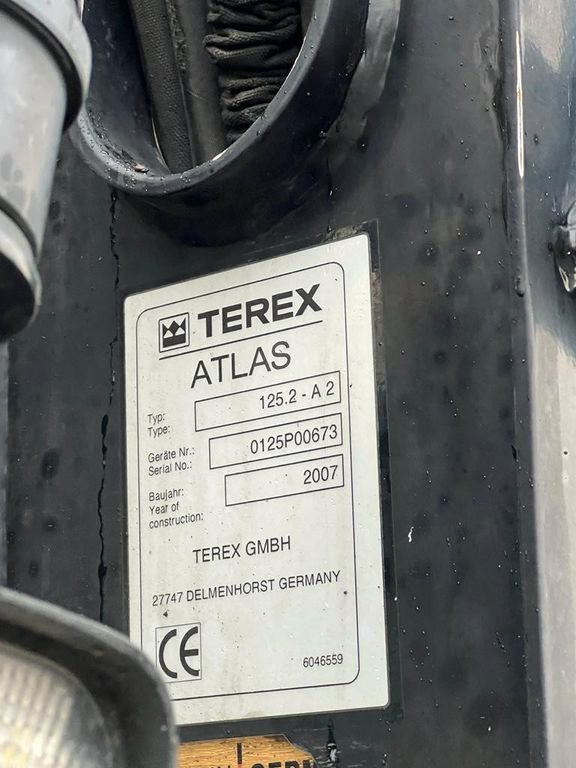 TEREX
ATLAS
Typ: 125.2 - A 2
Type:
Geräte Nr.: 0125P00673
Serial No.:
Baujahr: 2007
Year of
construction:
TEREX GMBH
27747 DELMENHORST GERMANY
CE 6046559